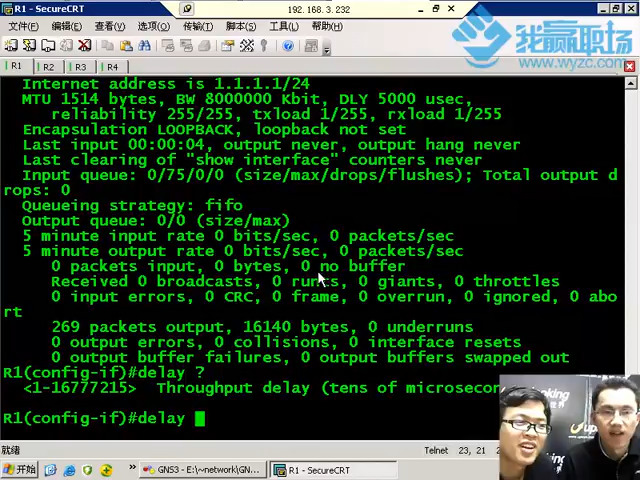 R1 - SecureCRT
192.168.3.232
文件(F) 编辑(E) 查看(V) 选项(O) 传输(T) 脚本(S) 工具(L) 帮助(H)
我赢职场
www.wyzc.com
R1 R2 R3 R4
Internet address is 1.1.1.1/24
MTU 1514 bytes, BW 8000000 Kbit, DLY 5000 usec,
reliability 255/255, txload 1/255, rxload 1/255
Encapsulation LOOPBACK, loopback not set
Last input 00:00:04, output never, output hang never
Last clearing of "show interface" counters never
Input queue: 0/75/0/0 (size/max/drops/flushes); Total output d
rops: 0
Queueing strategy: fifo
Output queue: 0/0 (size/max)
5 minute input rate 0 bits/sec, 0 packets/sec
5 minute output rate 0 bits/sec, 0 packets/sec
0 packets input, 0 bytes, 0 no buffer
Received 0 broadcasts, 0 runts, 0 giants, 0 throttles
0 input errors, 0 CRC, 0 frame, 0 overrun, 0 ignored, 0 abo
rt
269 packets output, 16140 bytes, 0 underruns
0 output errors, 0 collisions, 0 interface resets
0 output buffer failures, 0 output buffers swapped out
R1(config-if)#delay ?
<1-16777215> Throughput delay (tens of microsecon
R1(config-if)#delay
就绪 Telnet 23, 21
开始 GNS3 - E:\~network\GN... R1 - SecureCRT